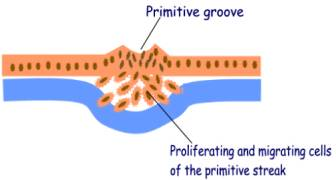 Primitive groove
Proliferating and migrating cells
of the primitive streak